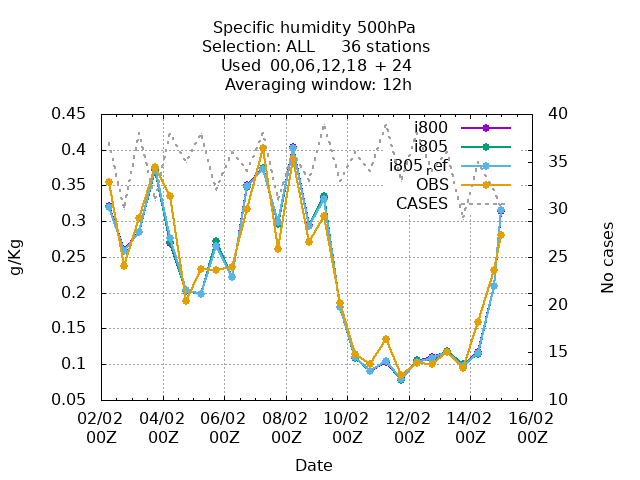 Specific humidity 500hPa
Selection: ALL 36 stations
Used 00,06,12,18 + 24
Averaging window: 12h
0.45
0.4
0.35
0.3
0.25
0.2
0.15
0.1
0.05
40
35
30
25
20
15
10
i800
i805
i805_ref
OBS
CASES
g/Kg
No cases
02/02 04/02 06/02 08/02 10/02 12/02 14/02 16/02
00Z 00Z 00Z 00Z 00Z 00Z 00Z 00Z
Date